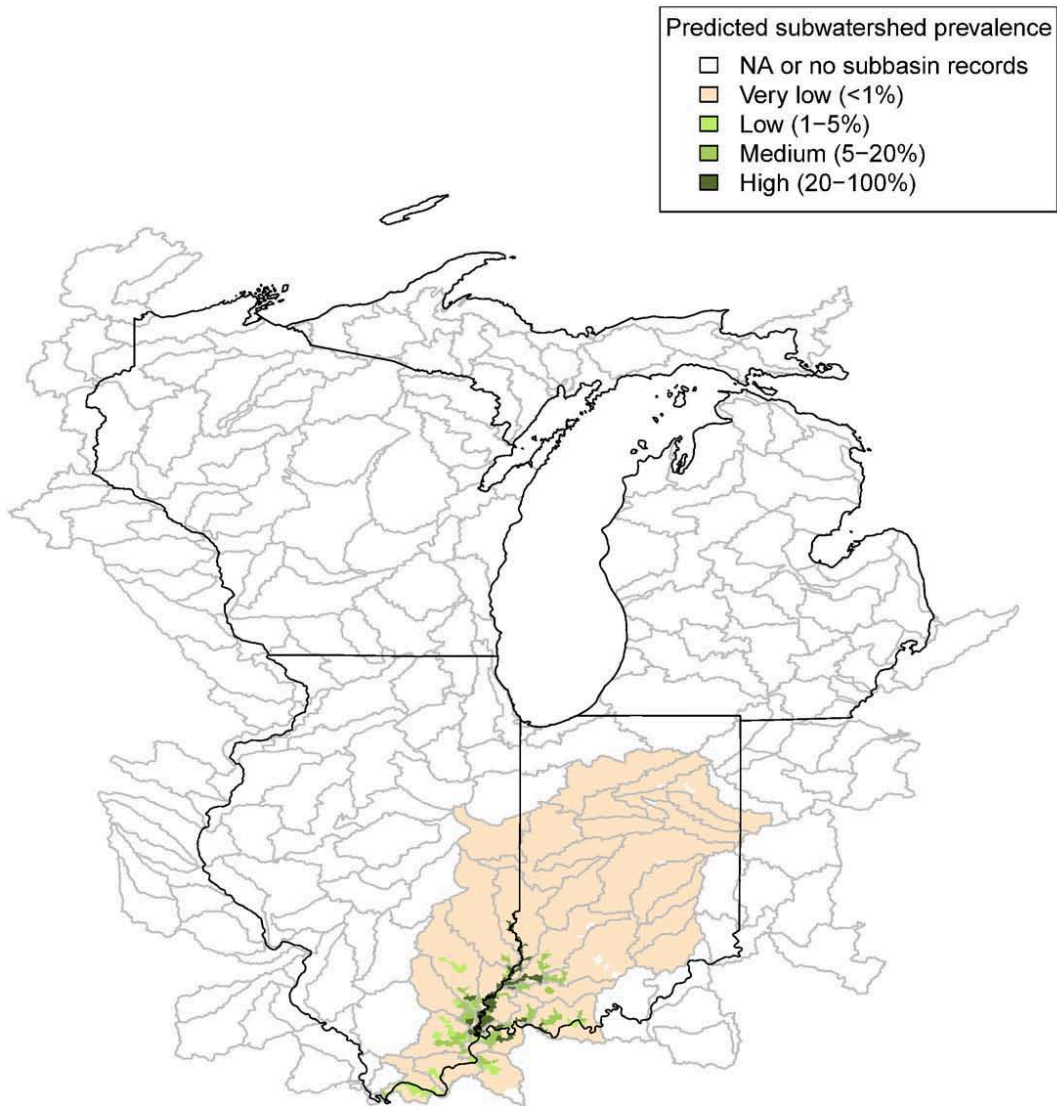 Predicted subwatershed prevalence
NA or no subbasin records
Very low (<1%)
Low (1−5%)
Medium (5−20%)
High (20−100%)